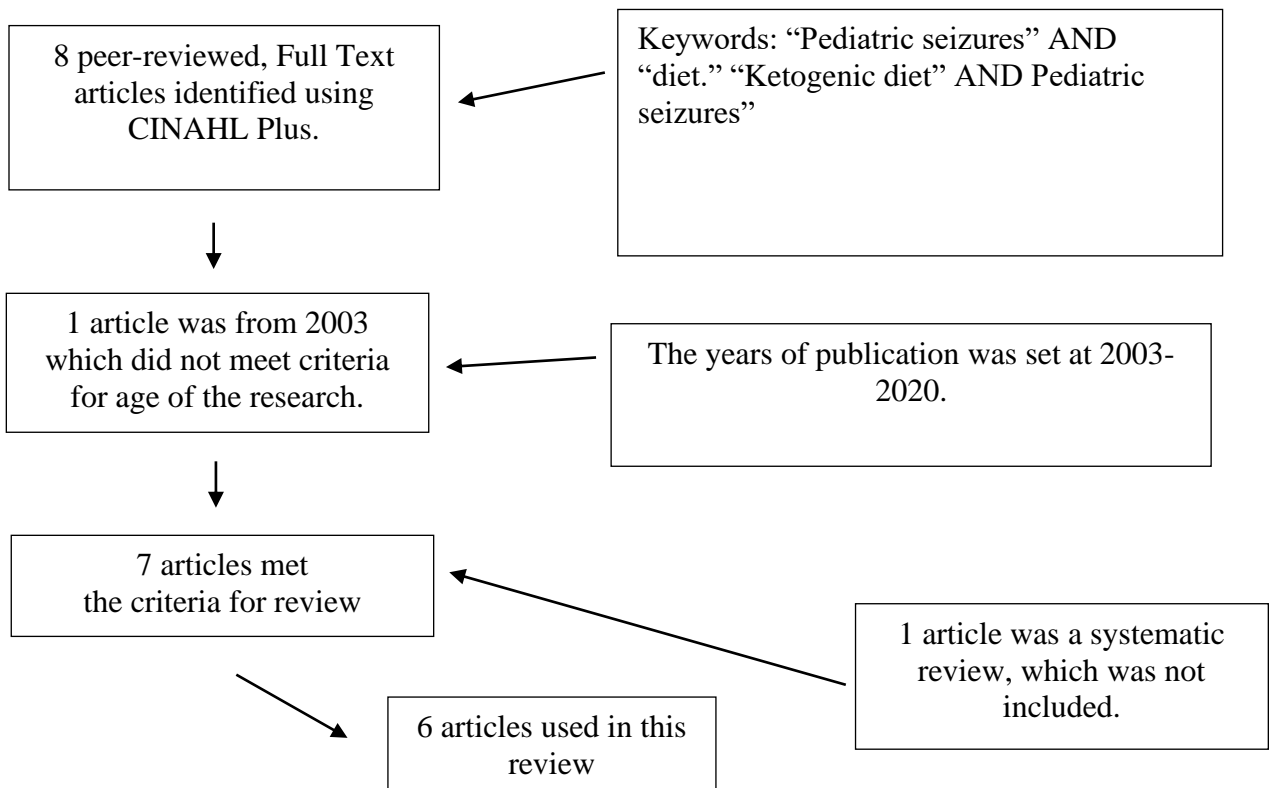 8 peer-reviewed, Full Text
articles identified using
CINAHL Plus.
Keywords: “Pediatric seizures” AND
“diet.” “Ketogenic diet” AND Pediatric
seizures”
1 article was from 2003
which did not meet criteria
for age of the research.
The years of publication was set at 2003-
2020.
7 articles met
the criteria for review
1 article was a systematic
review, which was not
included.
6 articles used in this
review